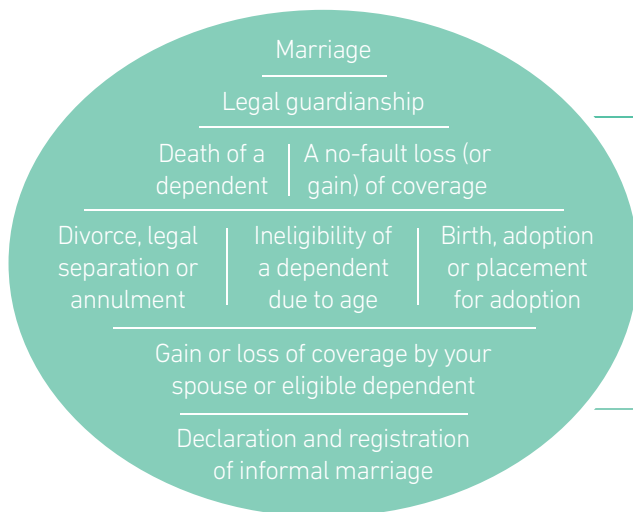 Marriage
Legal guardianship
Death of a
dependent
A no-fault loss (or
gain) of coverage
Divorce, legal
separation or
annulment
Ineligibility of
a dependent
due to age
Birth, adoption
or placement
for adoption
Gain or loss of coverage by your
spouse or eligible dependent
Declaration and registration
of informal marriage